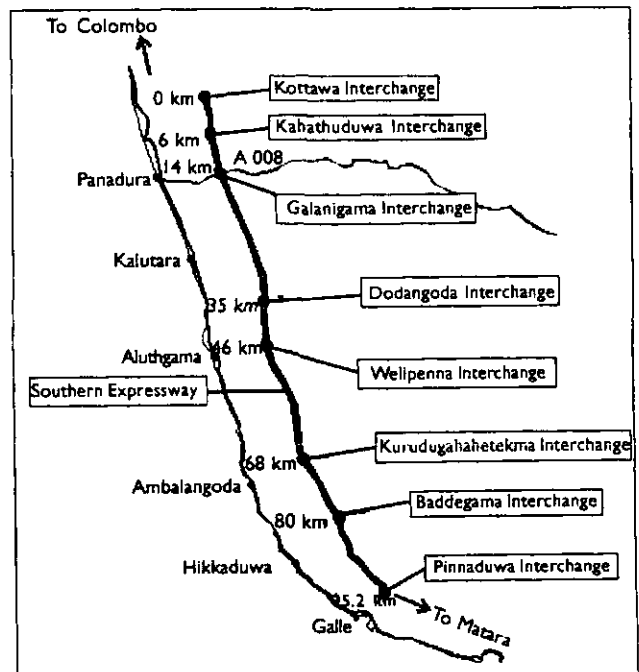 To Colombo
Kottawa Interchange
0 km
Kahathuduwa Interchange
6 km
A 008
14 km
Panadura
Galanigama Interchange
Kalutara
Dodangoda Interchange
35 km
46 km
Aluthgama
Welipenna Interchange
Southern Expressway
Kurudugahahetekma Interchange
68 km
Ambalangoda
Baddegama Interchange
80 km
Hikkaduwa
Pinnaduwa Interchange
95.2 km
To Matara
Galle